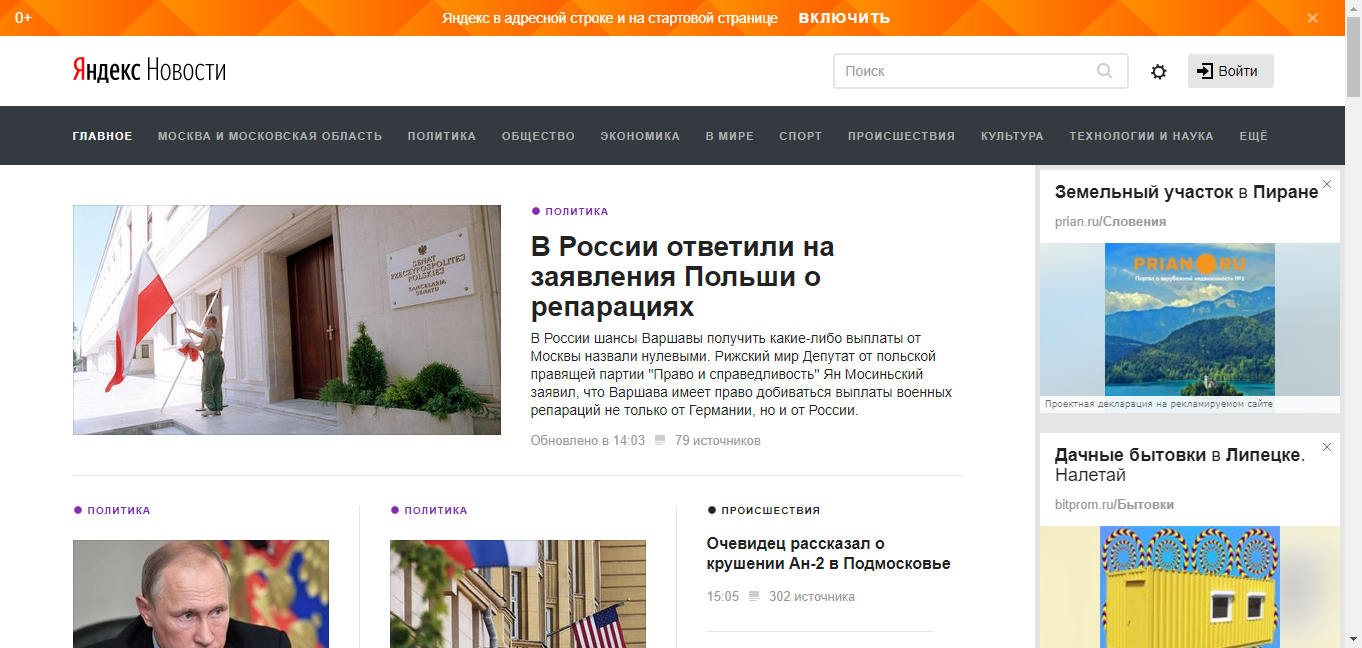 0+
Яндекс в адресной строке и на стартовой странице ВКЛЮЧИТЬ
Яндекс Новости
Поиск
Войти
ГЛАВНОЕ МОСКВА И МОСКОВСКАЯ ОБЛАСТЬ ПОЛИТИКА ОБЩЕСТВО ЭКОНОМИКА В МИРЕ СПОРТ ПРОИСШЕСТВИЯ КУЛЬТУРА ТЕХНОЛОГИИ И НАУКА ЕЩЁ
SENAT
RZECZYPOSPOLITEJ
POLSKIEJ
KANCELARIA
SENATU
ПОЛИТИКА
В России ответили на
заявления Польши о
репарациях
В России шансы Варшавы получить какие-либо выплаты от
Москвы назвали нулевыми. Рижский мир Депутат от польской
правящей партии "Право и справедливость" Ян Мосиньский
заявил, что Варшава имеет право добиваться выплаты военных
репараций не только от Германии, но и от России.
Обновлено в 14:03 79 источников
ПОЛИТИКА
ПОЛИТИКА
ПРОИСШЕСТВИЯ
Очевидец рассказал о
крушении Ан-2 в Подмосковье
15:05 302 источника
Земельный участок в Пиране
prian.ru/Словения
PRIAN.RU
Портал о зарубежной недвижимости №1
Проектная декларация на рекламируемом сайте
Дачные бытовки в Липецке.
Налетай
bitprom.ru/Бытовки